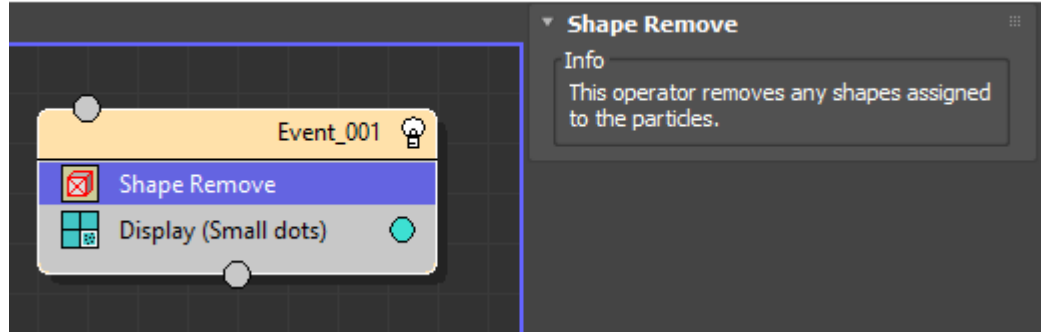 Event_001
Shape Remove
Display (Small dots)
Shape Remove
Info
This operator removes any shapes assigned
to the particles.